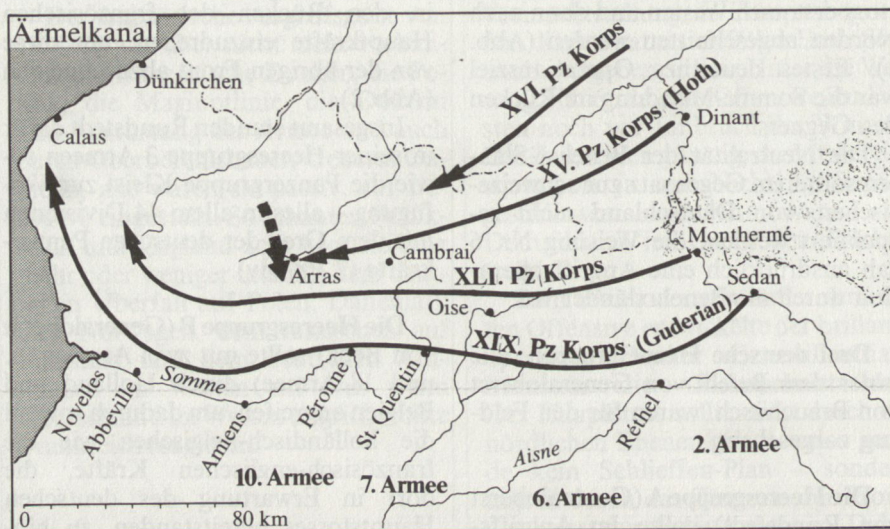 Ärmelkanal
Dünkirchen
Calais
XVI. Pz Korps
XV. Pz Korps (Hoth)
Dinant
Arras
Cambrai
XLI. Pz Korps
Monthermé
Oise
Sedan
XIX. Pz Korps (Guderian)
Noyelles
Abbeville
Somme
Amiens
Péronne
St. Quentin
Réthel
Aisne
10. Armee
7. Armee
6. Armee
2. Armee
0
80 km